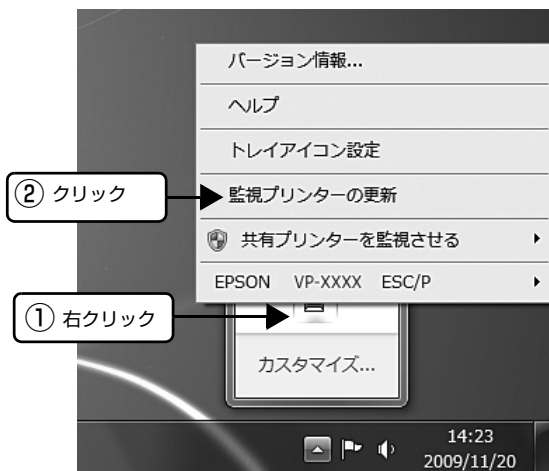 バージョン情報...
ヘルプ
トレイアイコン設定
② クリック
監視プリンターの更新
共有プリンターを監視させる
EPSON VP-XXXX ESC/P
① 右クリック
カスタマイズ...
14:23
2009/11/20